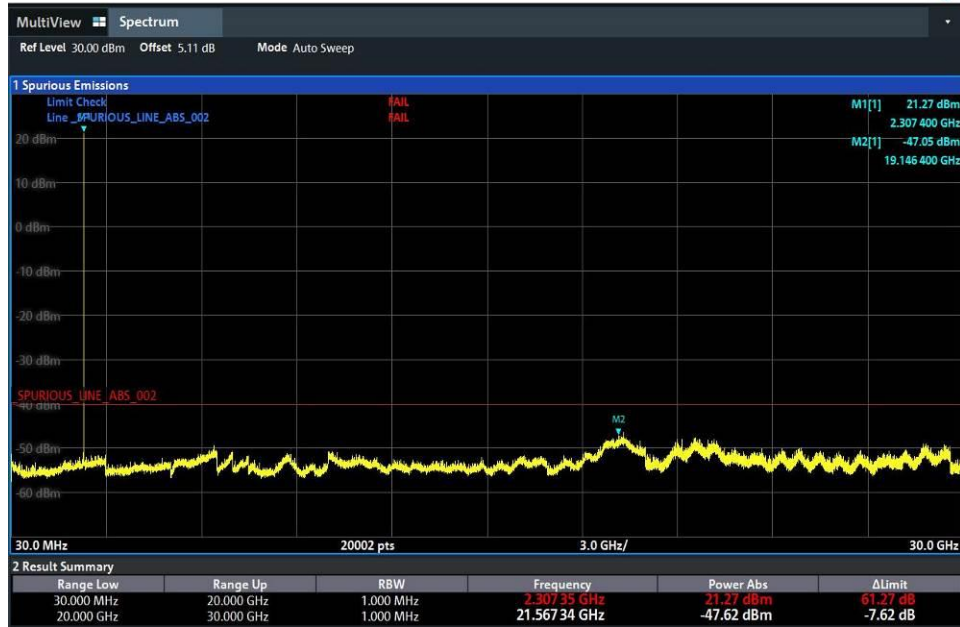 MultiView Spectrum
Ref Level 30.00 dBm Offset 5.11 dB Mode Auto Sweep
1 Spurious Emissions
Limit Check FAIL
Line _SPURIOUS_LINE_ABS_002 FAIL
M1[1] 21.27 dBm
2.307 400 GHz
M2[1] -47.05 dBm
19.146 400 GHz
20 dBm
10 dBm
0 dBm
-10 dBm
-20 dBm
-30 dBm
_SPURIOUS_LINE_ABS_002
-40 dBm
M2
-50 dBm
-60 dBm
30.0 MHz 20002 pts 3.0 GHz/ 30.0 GHz
2 Result Summary
Range Low Range Up RBW Frequency Power Abs ΔLimit
30.000 MHz 20.000 GHz 1.000 MHz 2.307 35 GHz 21.27 dBm 61.27 dB
20.000 GHz 30.000 GHz 1.000 MHz 21.567 34 GHz -47.62 dBm -7.62 dB